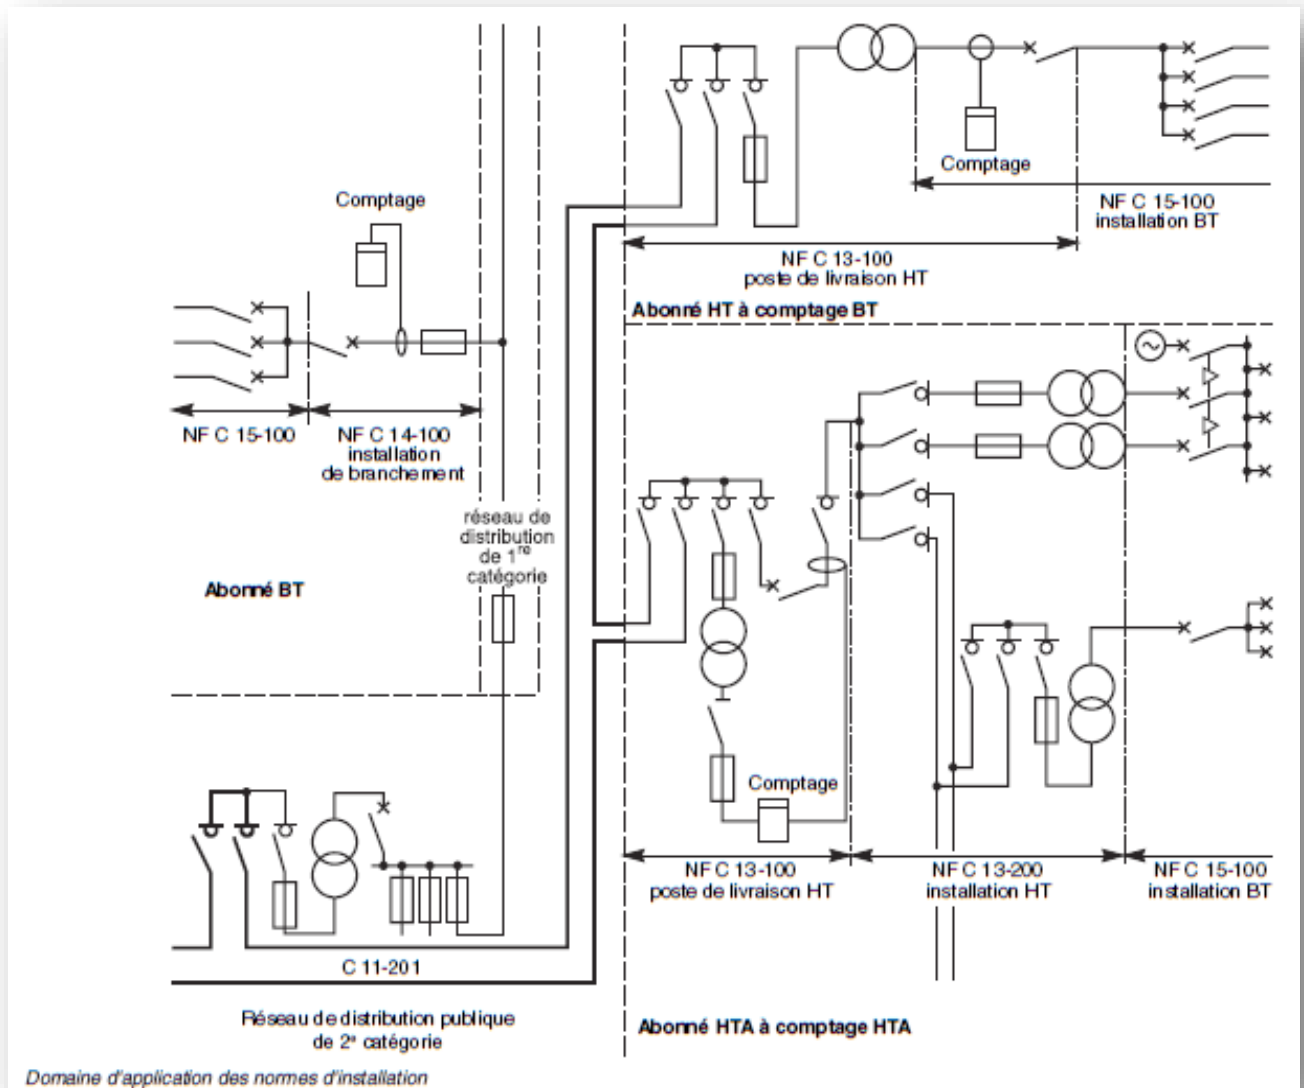 Comptage
NF C 15-100
installation BT
NF C 13-100
poste de livraison HT
Abonné HT à comptage BT
Comptage
NF C 15-100
NF C 14-100
installation
de branchement
réseau de
distribution
de 1re
catégorie
Abonné BT
Comptage
NF C 13-100
poste de livraison HT
NF C 13-200
installation HT
NF C 15-100
installation BT
C 11-201
Réseau de distribution publique
de 2e catégorie
Abonné HTA à comptage HTA
Domaine d'application des normes d'installation